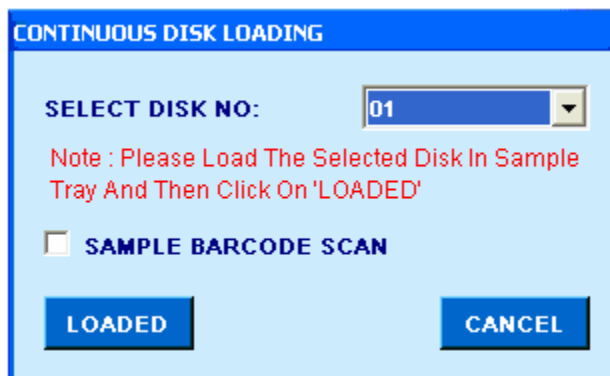 CONTINUOUS DISK LOADING
SELECT DISK NO: 01
Note : Please Load The Selected Disk In Sample
Tray And Then Click On 'LOADED'
SAMPLE BARCODE SCAN
LOADED CANCEL